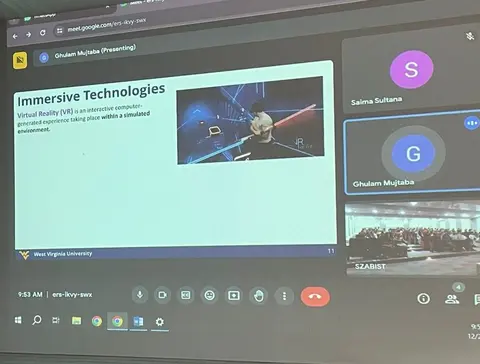 meet.google.com/ers-ikvy-swx
Ghulam Mujtaba (Presenting)
Immersive Technologies
Virtual Reality (VR) is an interactive computer-
generated experience taking place within a simulated
environment.
West Virginia University
11
S
Saima Sultana
G
Ghulam Mujtaba
SZABIST
9:53 AM | ers-ikvy-swx
4